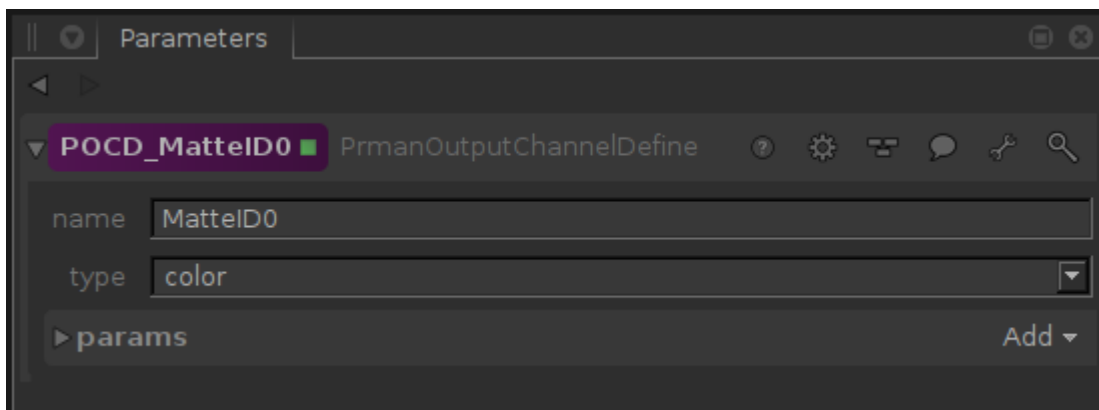 Parameters
POCD_MatteID0 PrmanOutputChannelDefine ?
name MatteID0
type color
params Add